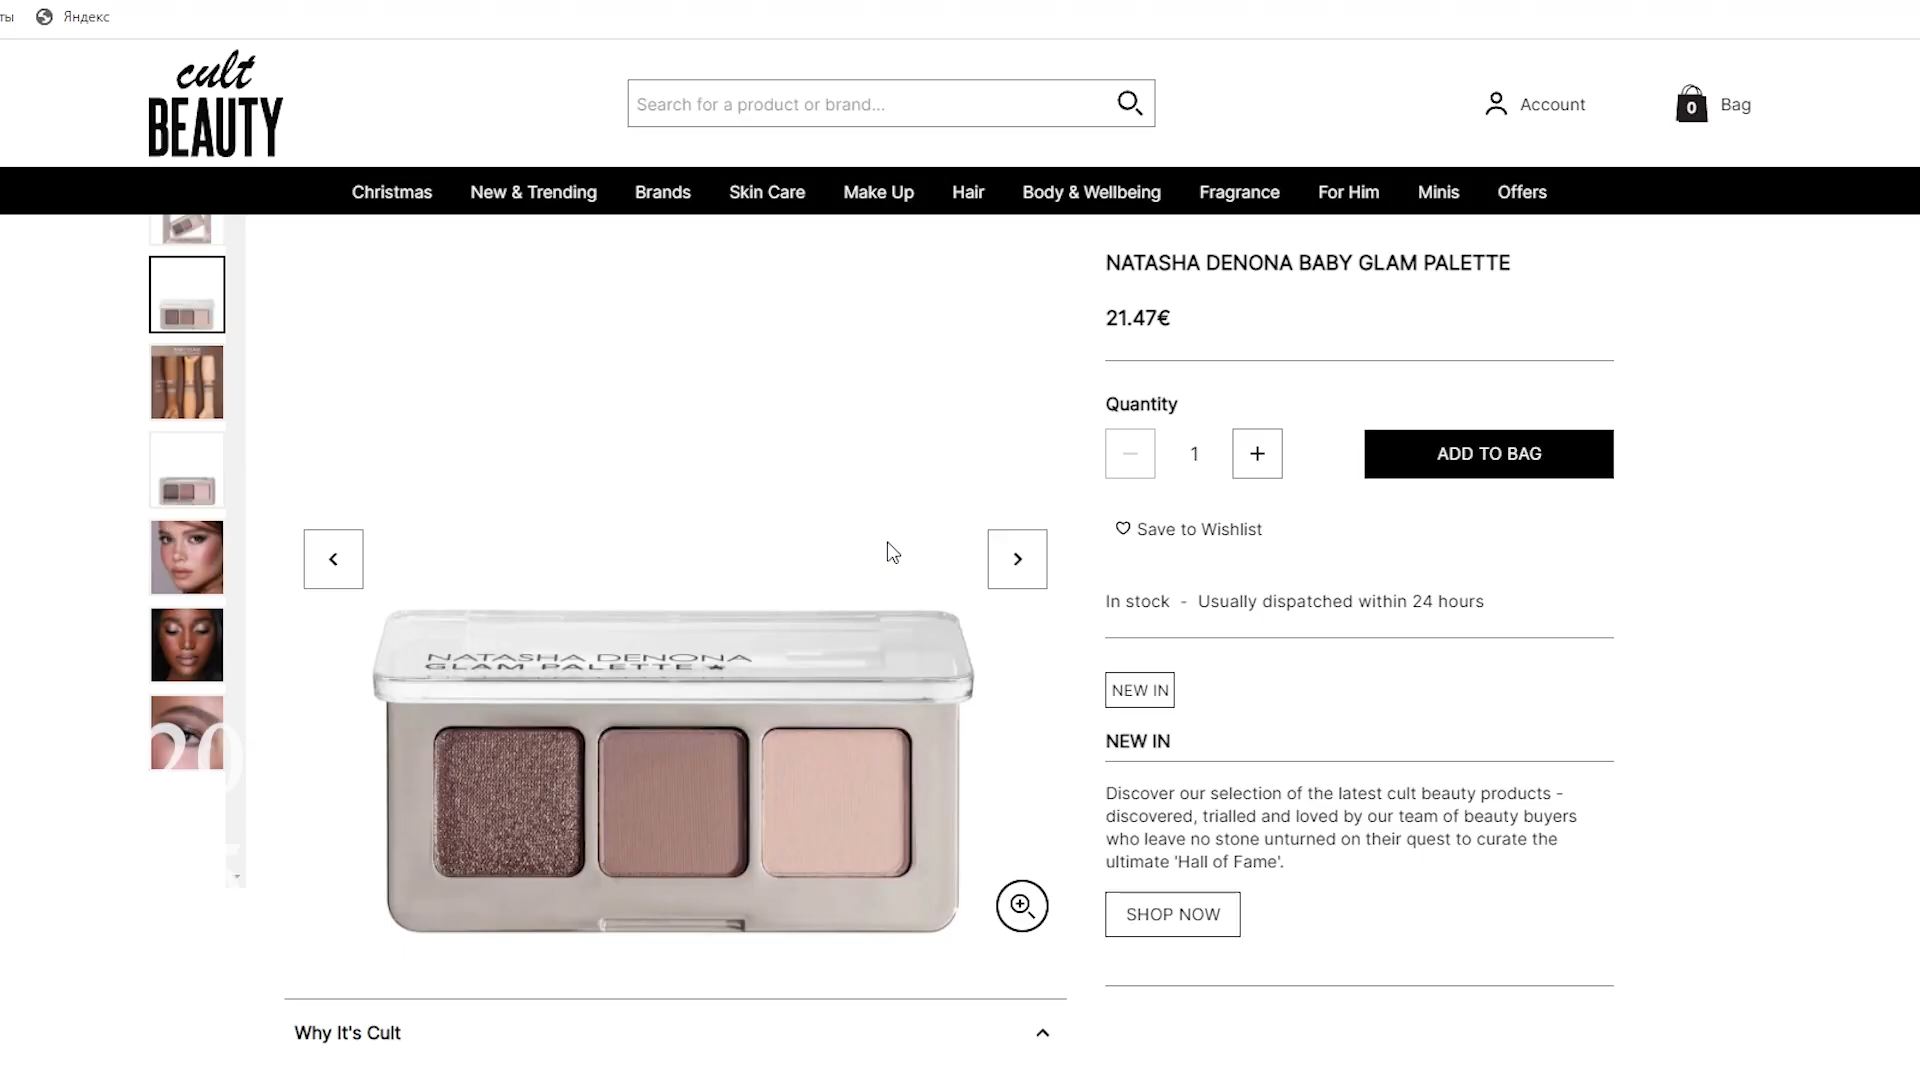 ты Яндекс
cult
BEAUTY
Search for a product or brand...
Account
0 Bag
Christmas New & Trending Brands Skin Care Make Up Hair Body & Wellbeing Fragrance For Him Minis Offers
NATASHA DENONA BABY GLAM PALETTE
21.47€
Quantity
1
ADD TO BAG
Save to Wishlist
In stock - Usually dispatched within 24 hours
NATASHA DENONA
GLAM PALETTE
NEW IN
NEW IN
20
Discover our selection of the latest cult beauty products -
discovered, trialled and loved by our team of beauty buyers
who leave no stone unturned on their quest to curate the
ultimate 'Hall of Fame'.
SHOP NOW
Why It's Cult